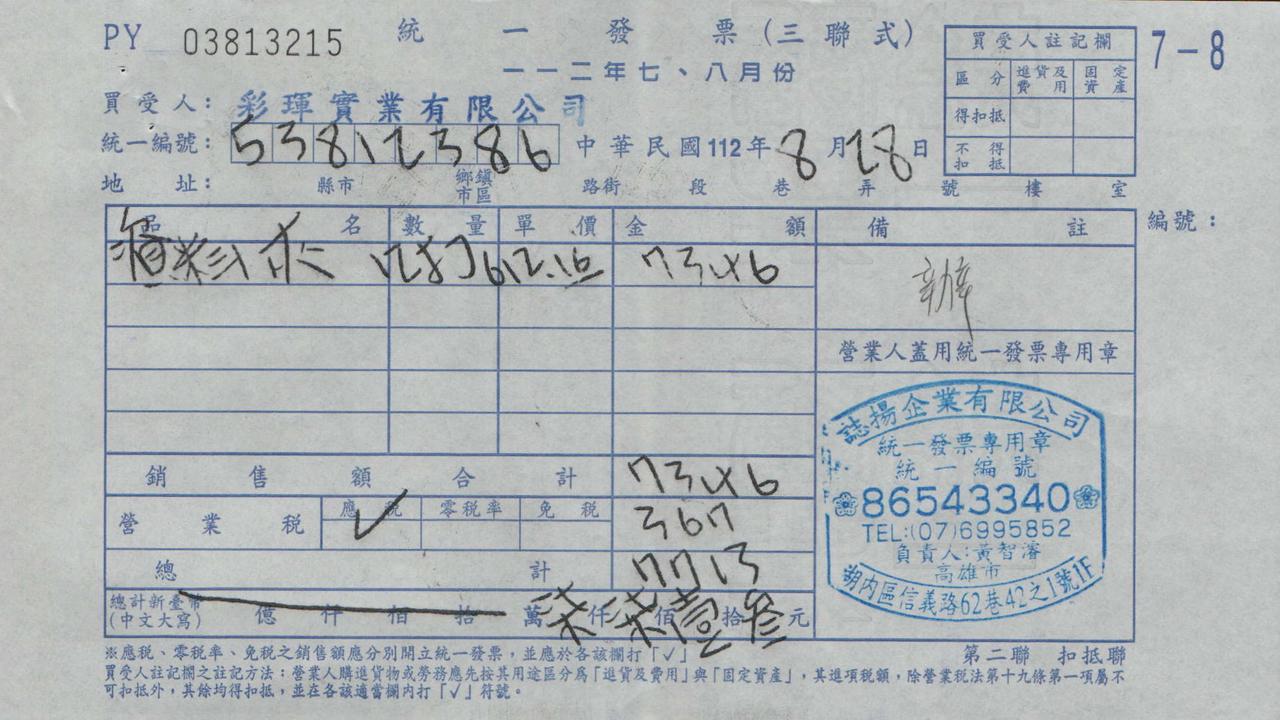 PY 03813215 統一發票(三聯式) 7-8
一一二年七、八月份
買受人註記欄
區分 進貨及費用 固定資產
得扣抵
不得扣抵
買受人: 彩琿實業有限公司
統一編號: 53812386 中華民國112年8月28日
地址: 縣市 鄉鎮市區 路街 段 巷 弄 號 樓 室
品名 數量 單價 金額 備註 編號:
12打 612.16 7346
銷售額合計 7346
營業人蓋用統一發票專用章
營業稅 應稅 ✓ 零稅率 免稅 367
總計 7713
總計新臺幣(中文大寫) 億 仟 佰 拾 萬 柒仟柒佰壹拾參元
誌揚企業有限公司
統一發票專用章
統一編號
86543340
TEL:(07)6995852
負責人:黃智濬
高雄市
湖內區信義路62巷42之1號1F
※應稅、零稅率、免稅之銷售額應分別開立統一發票,並應於各該欄打「✓」
第二聯 扣抵聯
買受人註記欄之註記方法:營業人購進貨物或勞務應先按其用途區分為「進貨及費用」與「固定資產」,其進項稅額,除營業稅法第十九條第一項屬不
可扣抵外,其餘均得扣抵,並在各該適當欄內打「✓」符號。